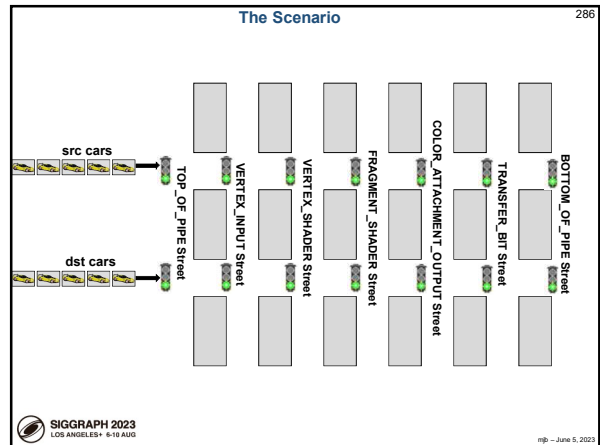 The Scenario
286
src cars
dst cars
TOP_OF_PIPE Street
VERTEX_INPUT Street
VERTEX_SHADER Street
FRAGMENT_SHADER Street
COLOR_ATTACHMENT_OUTPUT Street
TRANSFER_BIT Street
BOTTOM_OF_PIPE Street
SIGGRAPH 2023
LOS ANGELES+ 6-10 AUG
mjb – June 5, 2023